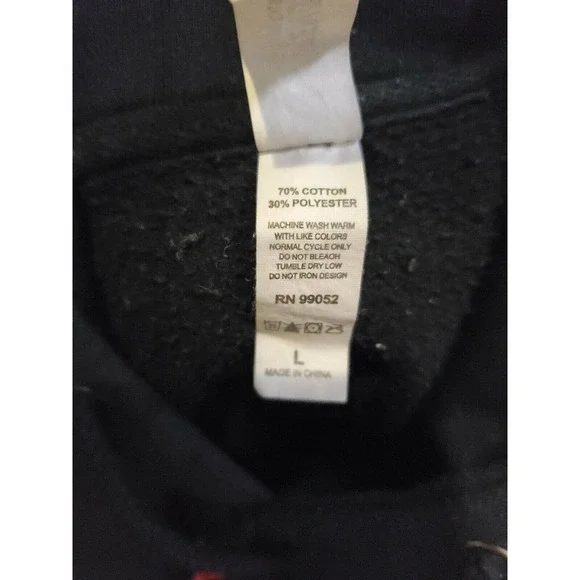 70% COTTON
30% POLYESTER
MACHINE WASH WARM
WITH LIKE COLORS
NORMAL CYCLE ONLY
DO NOT BLEACH
TUMBLE DRY LOW
DO NOT IRON DESIGN
RN 99052
L
MADE IN CHINA